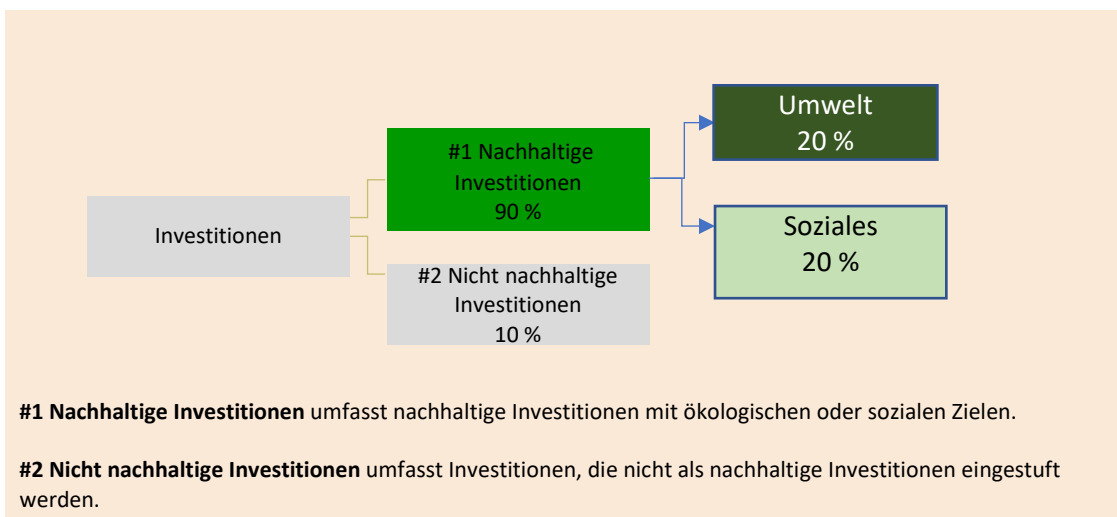 Umwelt
20 %
#1 Nachhaltige
Investitionen
90 %
Investitionen
Soziales
20 %
#2 Nicht nachhaltige
Investitionen
10 %
#1 Nachhaltige Investitionen umfasst nachhaltige Investitionen mit ökologischen oder sozialen Zielen.
#2 Nicht nachhaltige Investitionen umfasst Investitionen, die nicht als nachhaltige Investitionen eingestuft
werden.